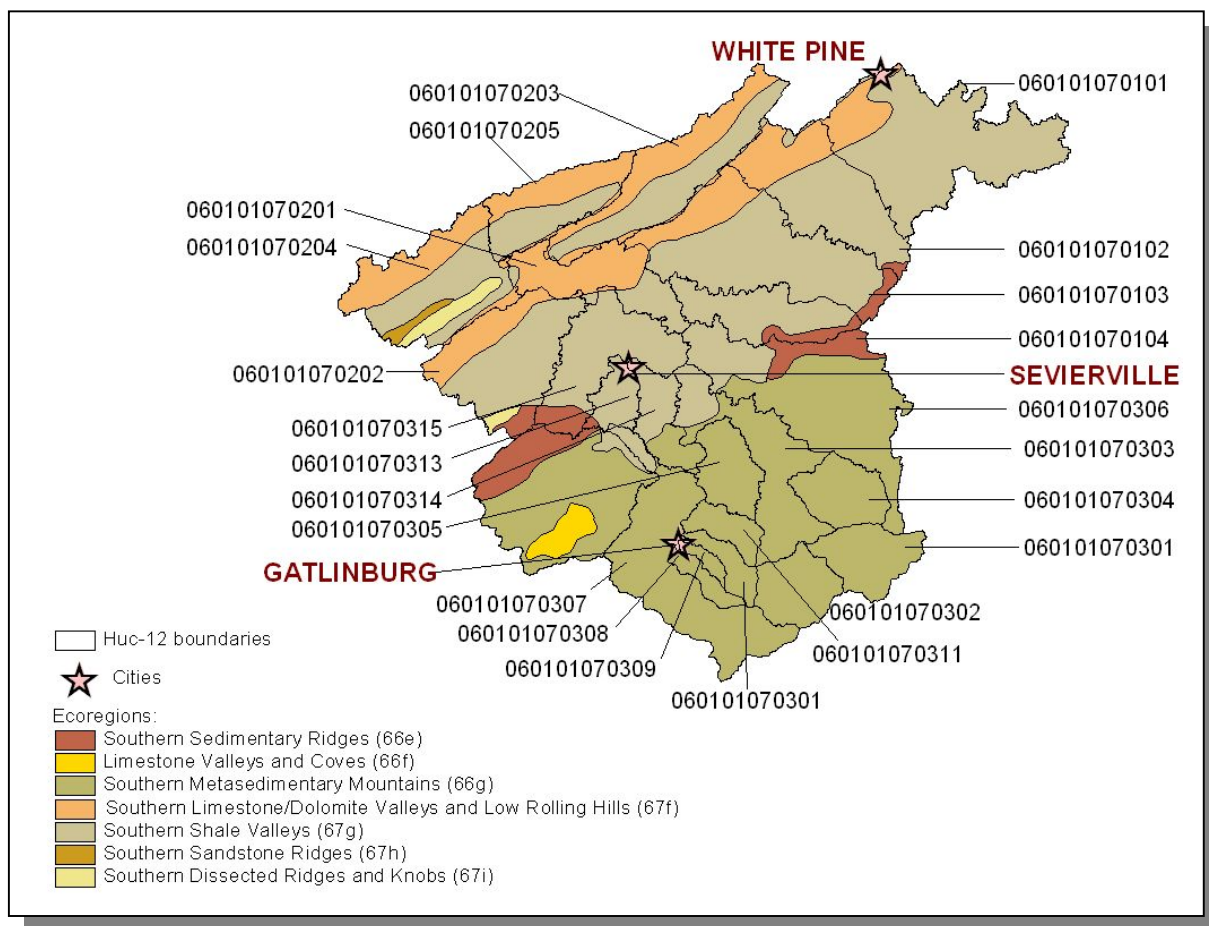 WHITE PINE
060101070203
060101070101
060101070205
060101070201
060101070204
060101070102
060101070103
060101070104
060101070202
SEVIERVILLE
060101070306
060101070315
060101070303
060101070313
060101070314
060101070304
060101070305
060101070301
GATLINBURG
060101070307
060101070302
060101070308
060101070311
060101070309
060101070301
Huc-12 boundaries
Cities
Ecoregions:
Southern Sedimentary Ridges (66e)
Limestone Valleys and Coves (66f)
Southern Metasedimentary Mountains (66g)
Southern Limestone/Dolomite Valleys and Low Rolling Hills (67f)
Southern Shale Valleys (67g)
Southern Sandstone Ridges (67h)
Southern Dissected Ridges and Knobs (67i)